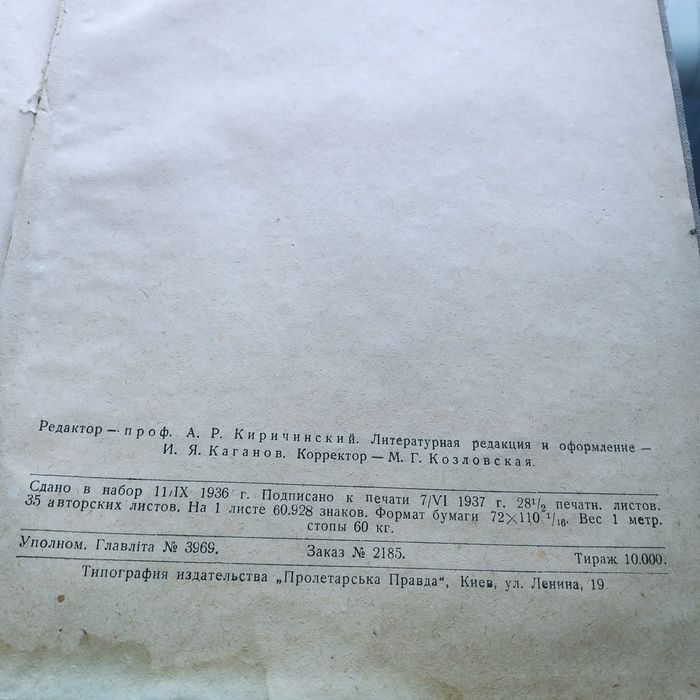 Редактор — проф. А. Р. Киричинский. Литературная редакция и оформление —
И. Я. Каганов. Корректор — М. Г. Козловская.
Сдано в набор 11/IX 1936 г. Подписано к печати 7/VI 1937 г. 28¹/₂ печатн. листов.
35 авторских листов. На 1 листе 60.928 знаков. Формат бумаги 72×110 ¹/₁₆. Вес 1 метр.
стопы 60 кг.
Уполном. Главліта № 3969. Заказ № 2185. Тираж 10.000.
Типография издательства „Пролетарська Правда“, Киев, ул. Ленина, 19